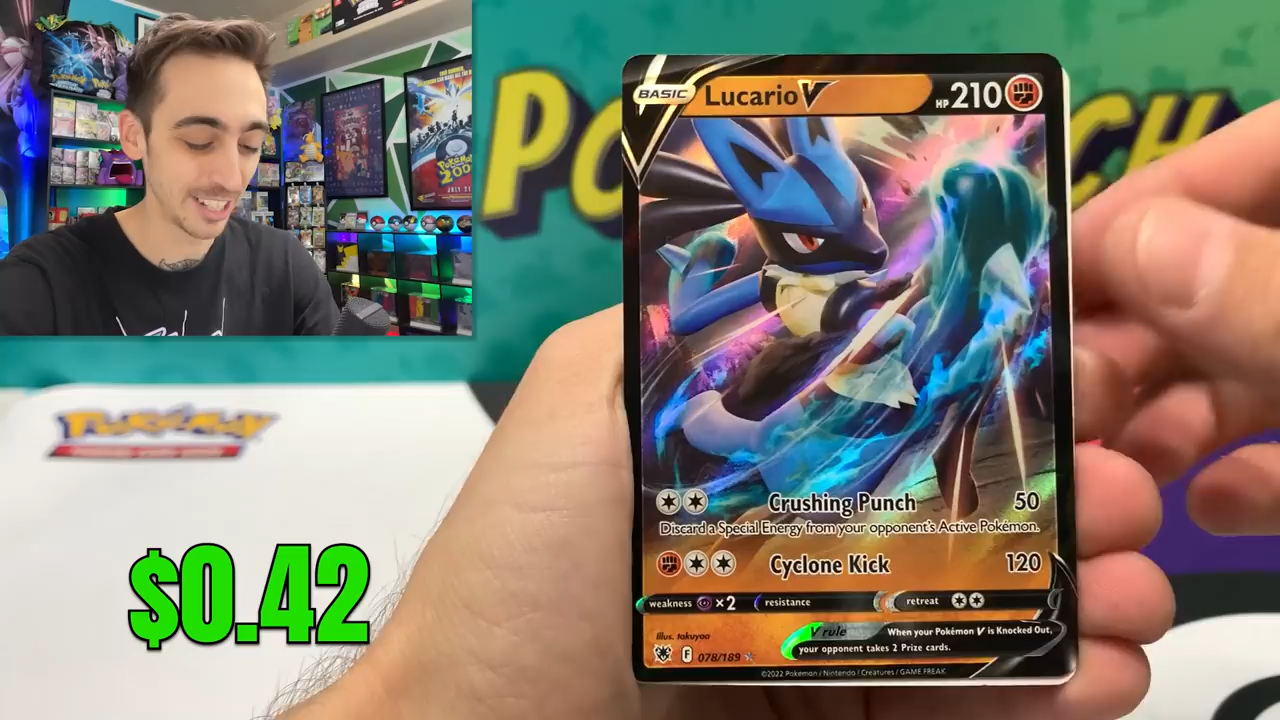 BASIC
Lucario V
HP 210
Crushing Punch 50
Discard a Special Energy from your opponent's Active Pokémon.
Cyclone Kick 120
weakness ×2 resistance retreat
V rule When your Pokémon V is Knocked Out,
your opponent takes 2 Prize cards.
Illus. takuyoa
F 078/189
©2022 Pokémon / Nintendo / Creatures / GAME FREAK
POKÉMON
$0.42